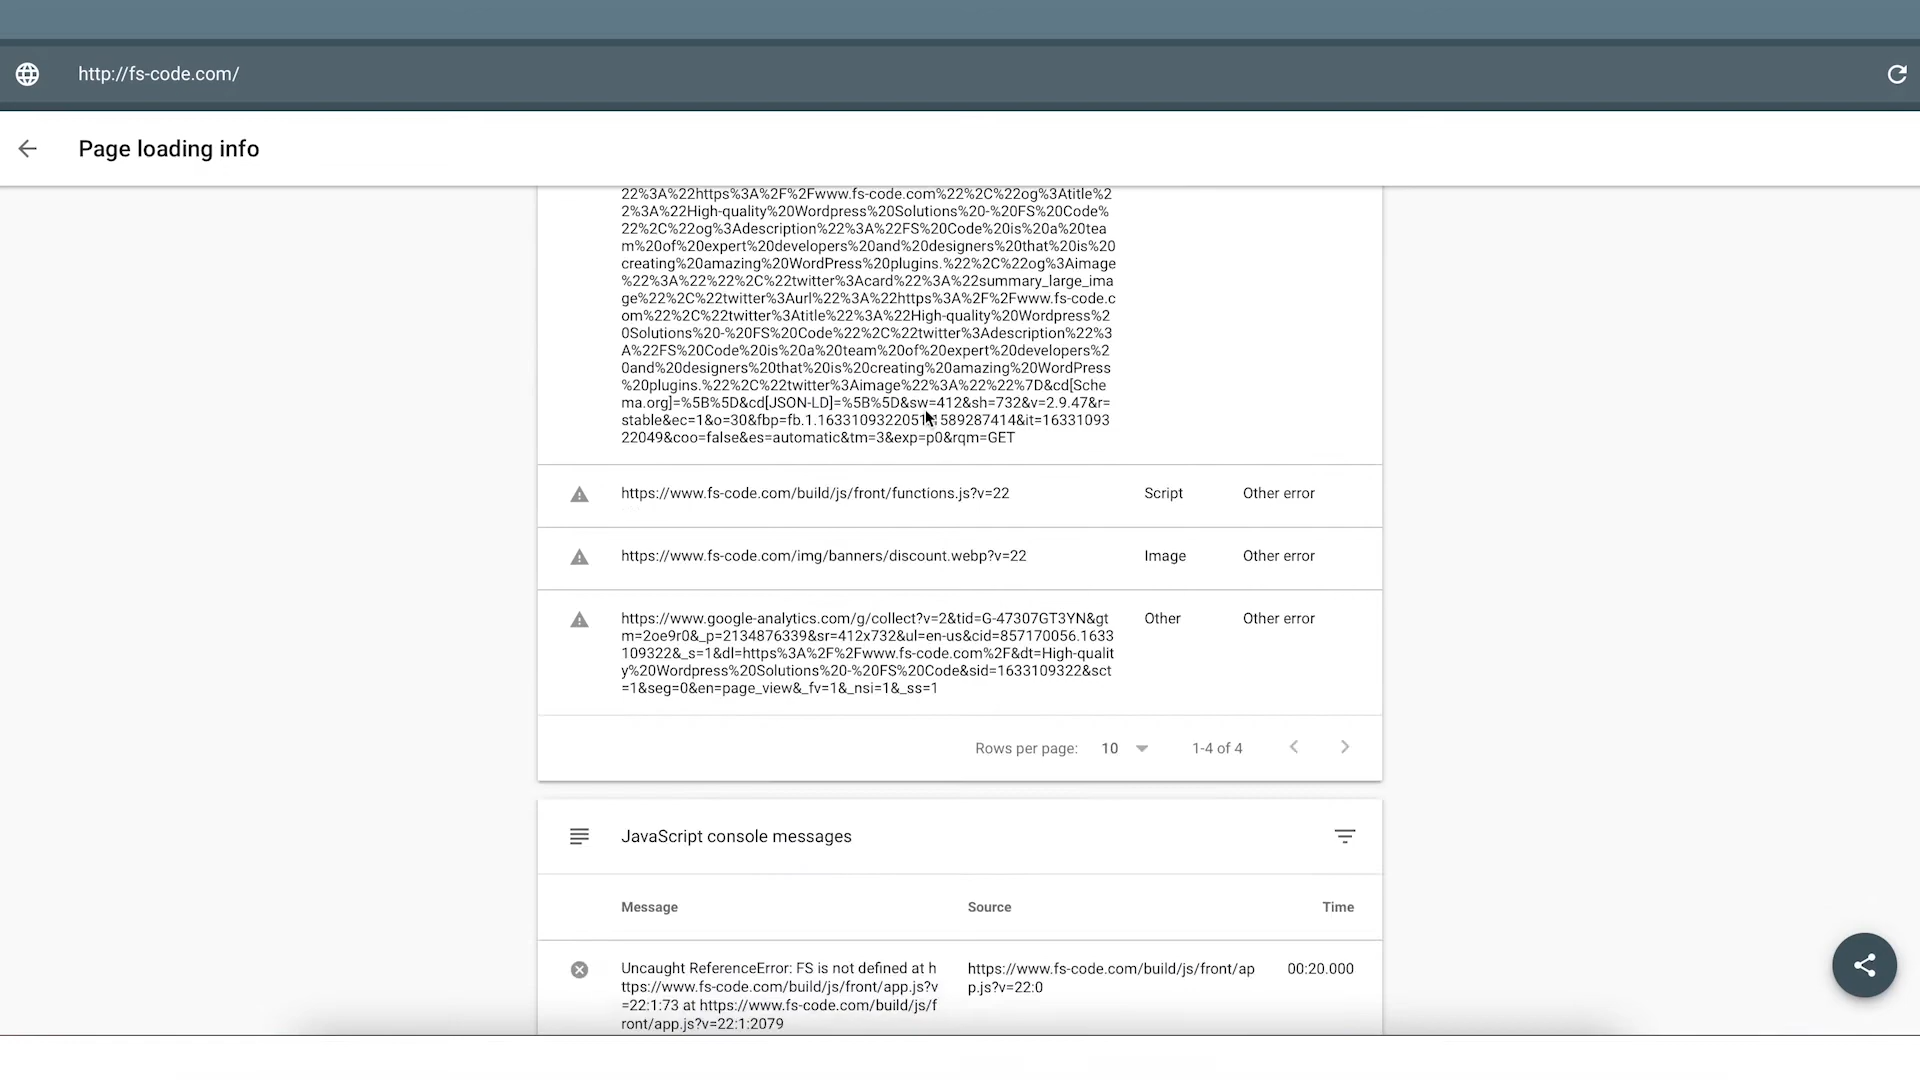 http://fs-code.com/
Page loading info
22%3A%22https%3A%2F%2Fwww.fs-code.com%22%2C%22og%3Atitle%2
2%3A%22High-quality%20Wordpress%20Solutions%20-%20FS%20Code%
22%2C%22og%3Adescription%22%3A%22FS%20Code%20is%20a%20tea
m%20of%20expert%20developers%20and%20designers%20that%20is%20
creating%20amazing%20WordPress%20plugins.%22%2C%22og%3Aimage
%22%3A%22%22%2C%22twitter%3Acard%22%3A%22summary_large_ima
ge%22%2C%22twitter%3Aurl%22%3A%22https%3A%2F%2Fwww.fs-code.c
om%22%2C%22twitter%3Atitle%22%3A%22High-quality%20Wordpress%2
0Solutions%20-%20FS%20Code%22%2C%22twitter%3Adescription%22%3
A%22FS%20Code%20is%20a%20team%20of%20expert%20developers%2
0and%20designers%20that%20is%20creating%20amazing%20WordPress
%20plugins.%22%2C%22twitter%3Aimage%22%3A%22%22%7D&cd[Sche
ma.org]=%5B%5D&cd[JSON-LD]=%5B%5D&sw=412&sh=732&v=2.9.47&r=
22049&coo=false&es=automatic&tm=3&exp=p0&rqm=GET
https://www.fs-code.com/build/js/front/functions.js?v=22 Script Other error
https://www.fs-code.com/img/banners/discount.webp?v=22 Image Other error
https://www.google-analytics.com/g/collect?v=2&tid=G-47307GT3YN&gt Other Other error
m=2oe9r0&_p=2134876339&sr=412x732&ul=en-us&cid=857170056.1633
109322&_s=1&dl=https%3A%2F%2Fwww.fs-code.com%2F&dt=High-qualit
y%20Wordpress%20Solutions%20-%20FS%20Code&sid=1633109322&sct
=1&seg=0&en=page_view&_fv=1&_nsi=1&_ss=1
Rows per page: 10 1-4 of 4
JavaScript console messages
Message Source Time
Uncaught ReferenceError: FS is not defined at h https://www.fs-code.com/build/js/front/ap 00:20.000
ttps://www.fs-code.com/build/js/front/app.js?v p.js?v=22:0
=22:1:73 at https://www.fs-code.com/build/js/f
ront/app.js?v=22:1:2079